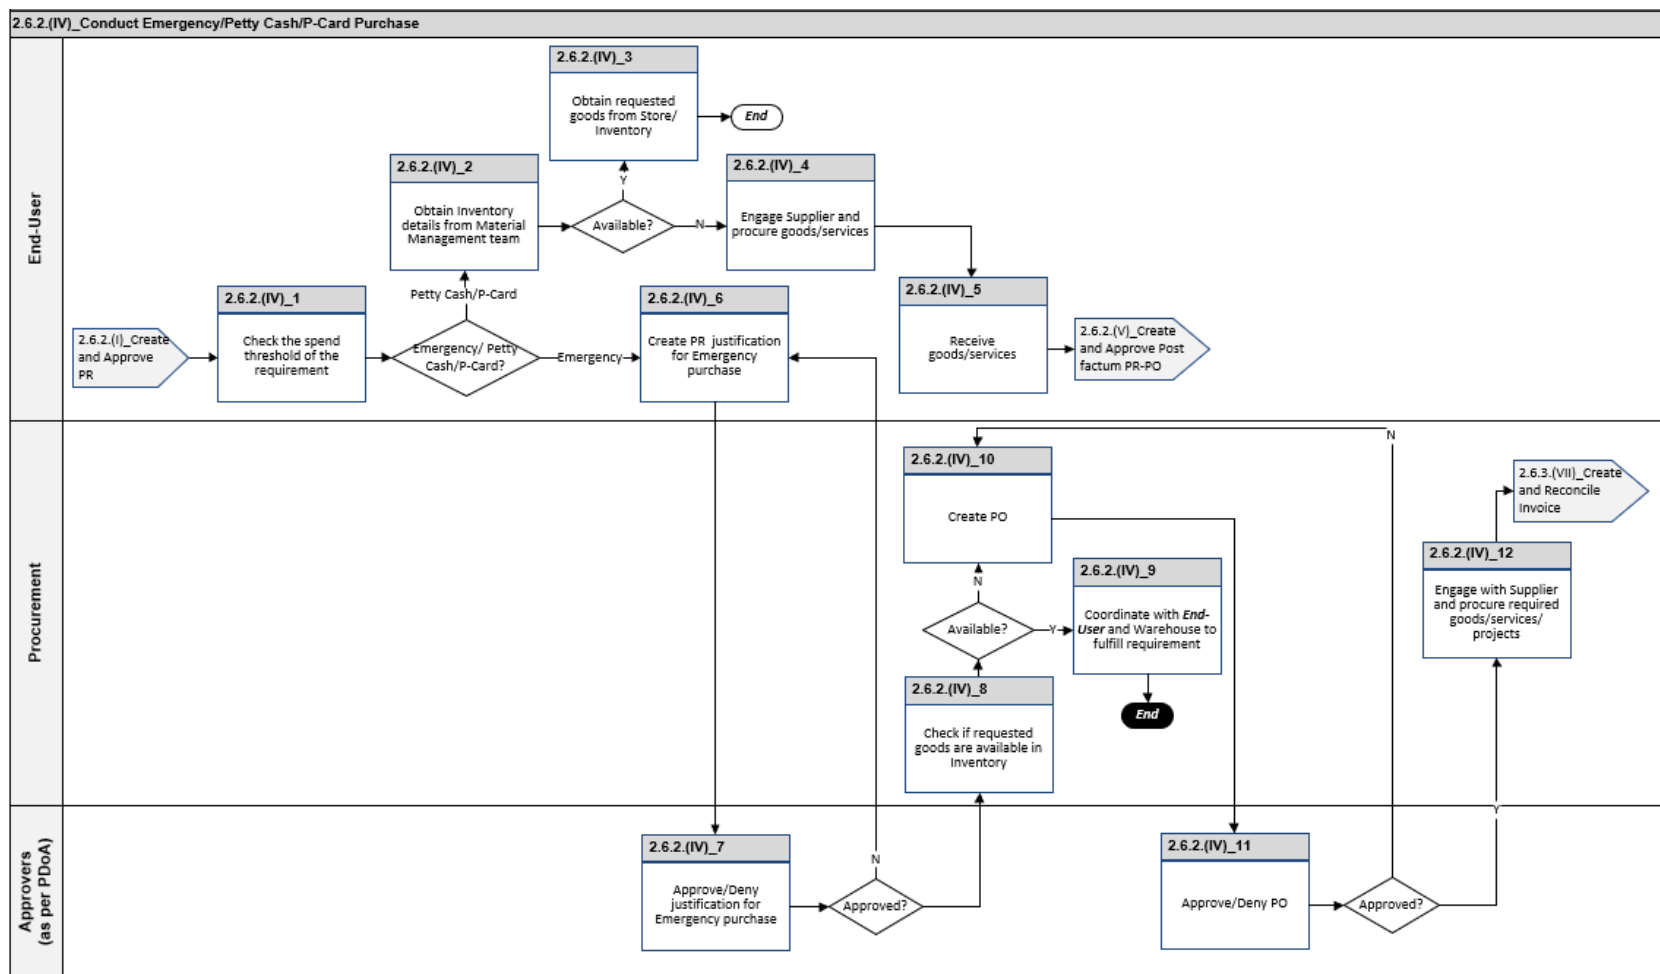 2.6.2.(IV)_Conduct Emergency/Petty Cash/P-Card Purchase
End-User
2.6.2.(I)_Create
and Approve
PR
2.6.2.(IV)_1
Check the spend
threshold of the
requirement
Emergency/ Petty
Cash/P-Card?
Petty Cash/P-Card
Emergency
2.6.2.(IV)_2
Obtain Inventory
details from Material
Management team
Available?
Y
N
2.6.2.(IV)_3
Obtain requested
goods from Store/
Inventory
End
2.6.2.(IV)_4
Engage Supplier and
procure goods/services
2.6.2.(IV)_5
Receive
goods/services
2.6.2.(V)_Create
and Approve Post
factum PR-PO
2.6.2.(IV)_6
Create PR justification
for Emergency
purchase
Procurement
2.6.2.(IV)_10
Create PO
N
Available?
Y
2.6.2.(IV)_9
Coordinate with End-
User and Warehouse to
fulfill requirement
End
2.6.2.(IV)_8
Check if requested
goods are available in
Inventory
N
2.6.3.(VII)_Create
and Reconcile
Invoice
2.6.2.(IV)_12
Engage with Supplier
and procure required
goods/services/
projects
Y
Approvers
(as per PDoA)
2.6.2.(IV)_7
Approve/Deny
justification for
Emergency purchase
Approved?
N
2.6.2.(IV)_11
Approve/Deny PO
Approved?